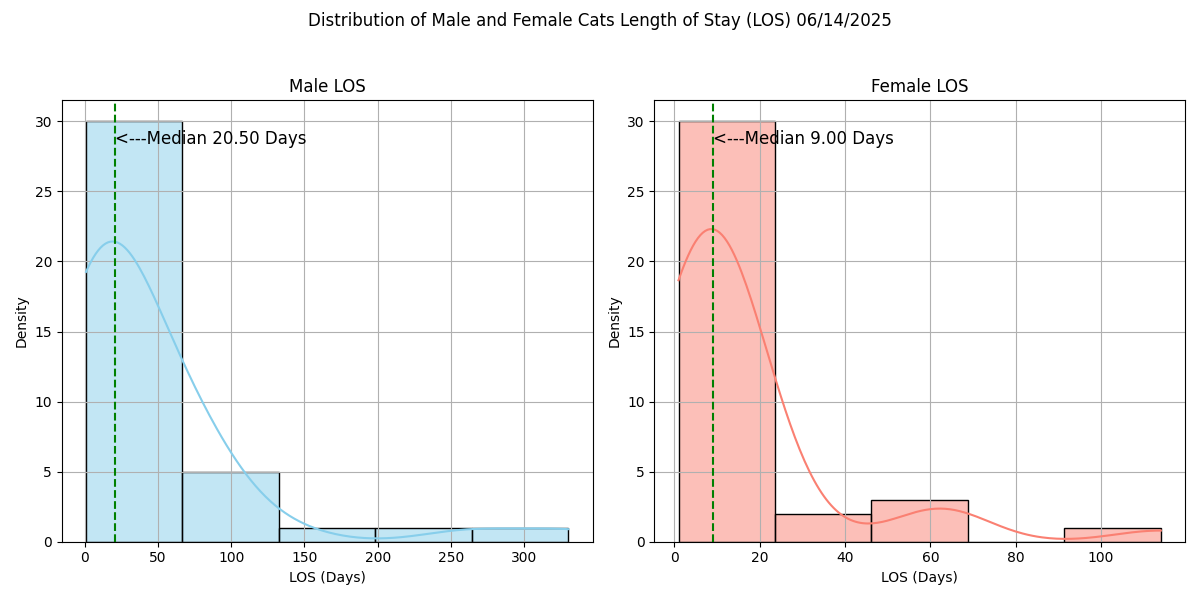 Distribution of Male and Female Cats Length of Stay (LOS) 06/14/2025
Male LOS
<---Median 20.50 Days
Density
30
25
20
15
10
5
0
0 50 100 150 200 250 300
LOS (Days)
Female LOS
<---Median 9.00 Days
Density
30
25
20
15
10
5
0
0 20 40 60 80 100
LOS (Days)